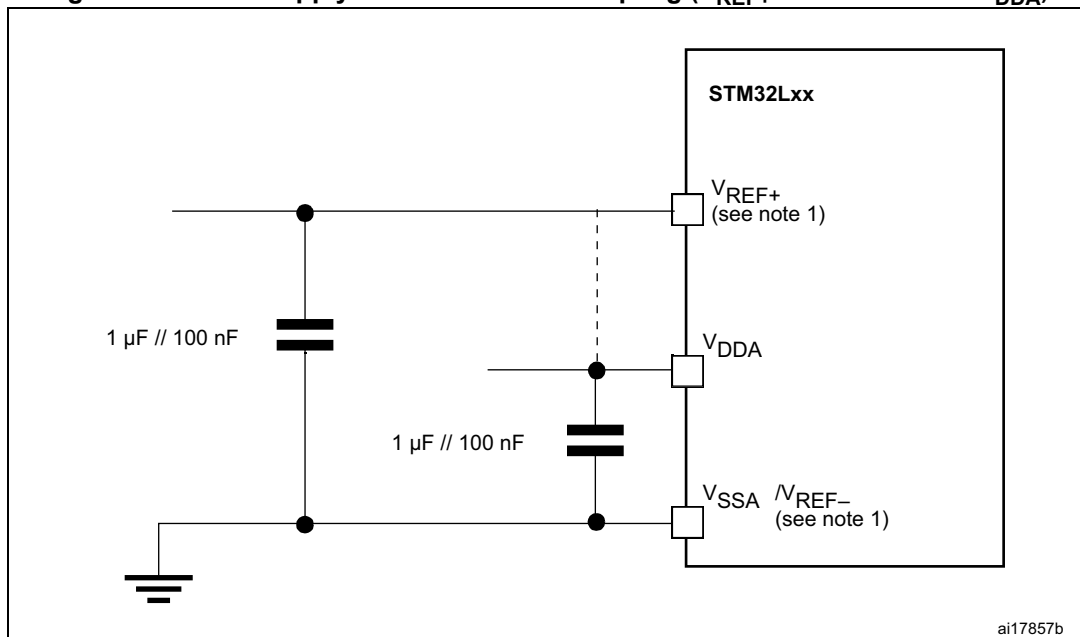 supply
STM32Lxx
VREF+
(see note 1)
1 µF // 100 nF
VDDA
1 µF // 100 nF
VSSA /VREF–
(see note 1)
ai17857b